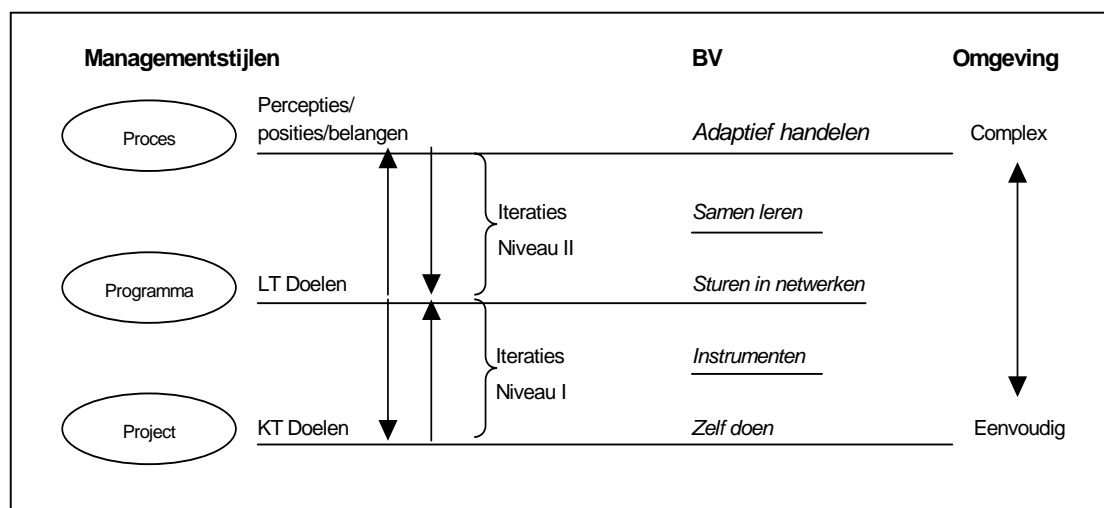 Managementstijlen BV Omgeving
Percepties/
posities/belangen
Proces Adaptief handelen Complex
Iteraties Samen leren
Niveau II
Programma LT Doelen Sturen in netwerken
Iteraties Instrumenten
Niveau I
Project KT Doelen Zelf doen Eenvoudig